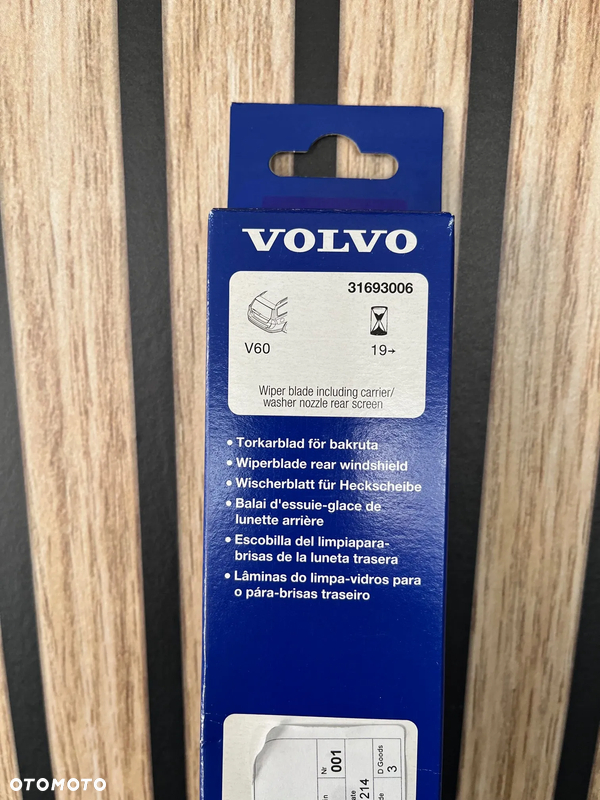 VOLVO
31693006
V60
19→
Wiper blade including carrier/
washer nozzle rear screen
• Torkarblad för bakruta
• Wiperblade rear windshield
• Wischerblatt für Heckscheibe
• Balai d'essuie-glace de
lunette arrière
• Escobilla del limpiapara-
brisas de la luneta trasera
• Lâminas do limpa-vidros para
o pára-brisas traseiro
Nr
001
214
D Goods
3
OTOMOTO